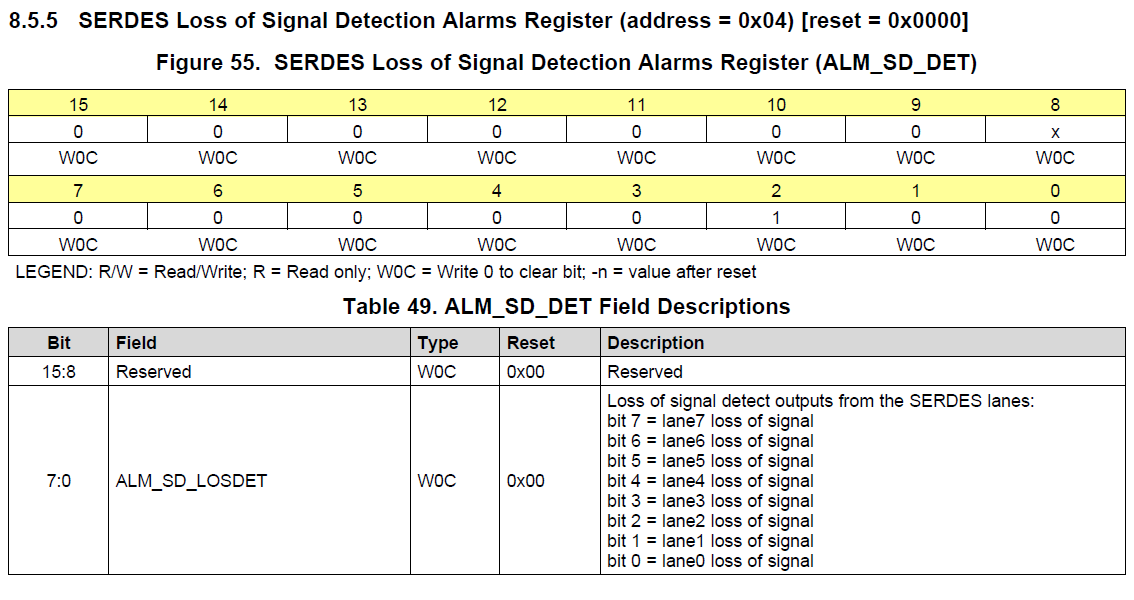 8.5.5 SERDES Loss of Signal Detection Alarms Register (address = 0x04) [reset = 0x0000]
Figure 55. SERDES Loss of Signal Detection Alarms Register (ALM_SD_DET)
15 14 13 12 11 10 9 8
0 0 0 0 0 0 0 x
W0C W0C W0C W0C W0C W0C W0C W0C
7 6 5 4 3 2 1 0
0 0 0 0 0 1 0 0
W0C W0C W0C W0C W0C W0C W0C W0C
LEGEND: R/W = Read/Write; R = Read only; W0C = Write 0 to clear bit; -n = value after reset
Table 49. ALM_SD_DET Field Descriptions
Bit Field Type Reset Description
15:8 Reserved W0C 0x00 Reserved
7:0 ALM_SD_LOSDET W0C 0x00 Loss of signal detect outputs from the SERDES lanes:
bit 7 = lane7 loss of signal
bit 6 = lane6 loss of signal
bit 5 = lane5 loss of signal
bit 4 = lane4 loss of signal
bit 3 = lane3 loss of signal
bit 2 = lane2 loss of signal
bit 1 = lane1 loss of signal
bit 0 = lane0 loss of signal